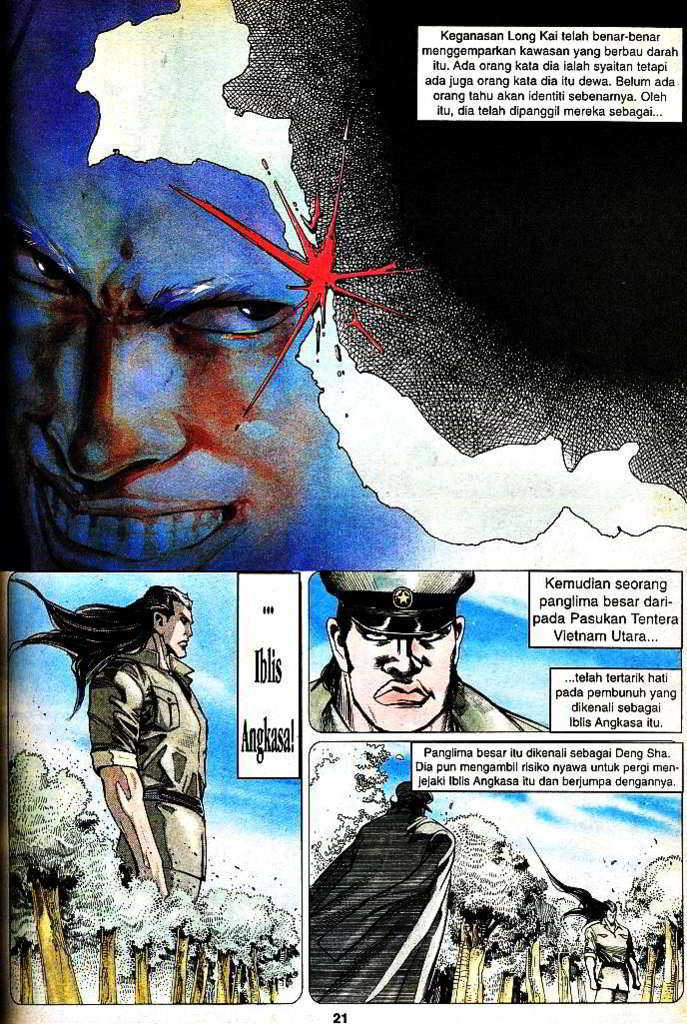 Keganasan Long Kai telah benar-benar
menggemparkan kawasan yang berbau darah
itu. Ada orang kata dia ialah syaitan tetapi
ada juga orang kata dia itu dewa. Belum ada
orang tahu akan identiti sebenarnya. Oleh
itu, dia telah dipanggil mereka sebagai...
...
Iblis
Angkasa!
Kemudian seorang
panglima besar dari-
pada Pasukan Tentera
Vietnam Utara...
...telah tertarik hati
pada pembunuh yang
dikenali sebagai
Iblis Angkasa itu.
Panglima besar itu dikenali sebagai Deng Sha.
Dia pun mengambil risiko nyawa untuk pergi men-
jejaki Iblis Angkasa itu dan berjumpa dengannya.
21